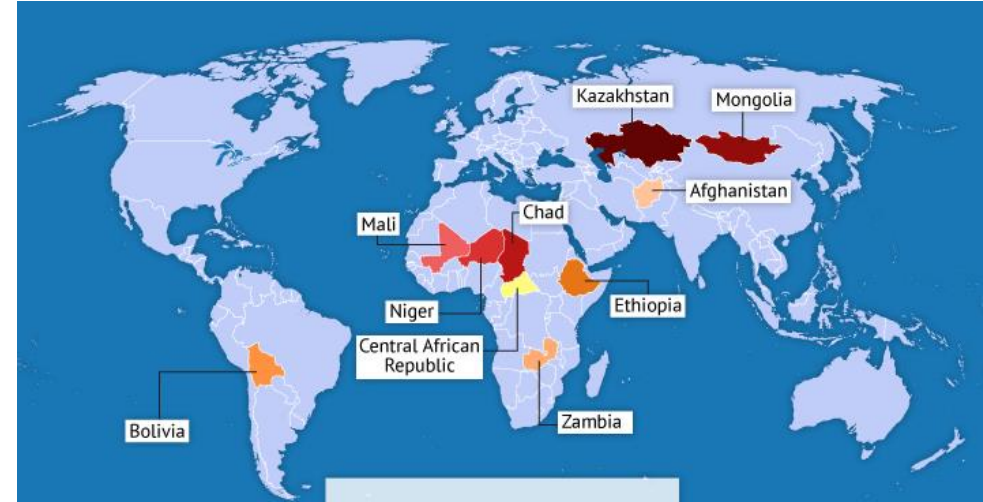 Kazakhstan
Mongolia
Afghanistan
Chad
Mali
Niger
Ethiopia
Central African
Republic
Zambia
Bolivia